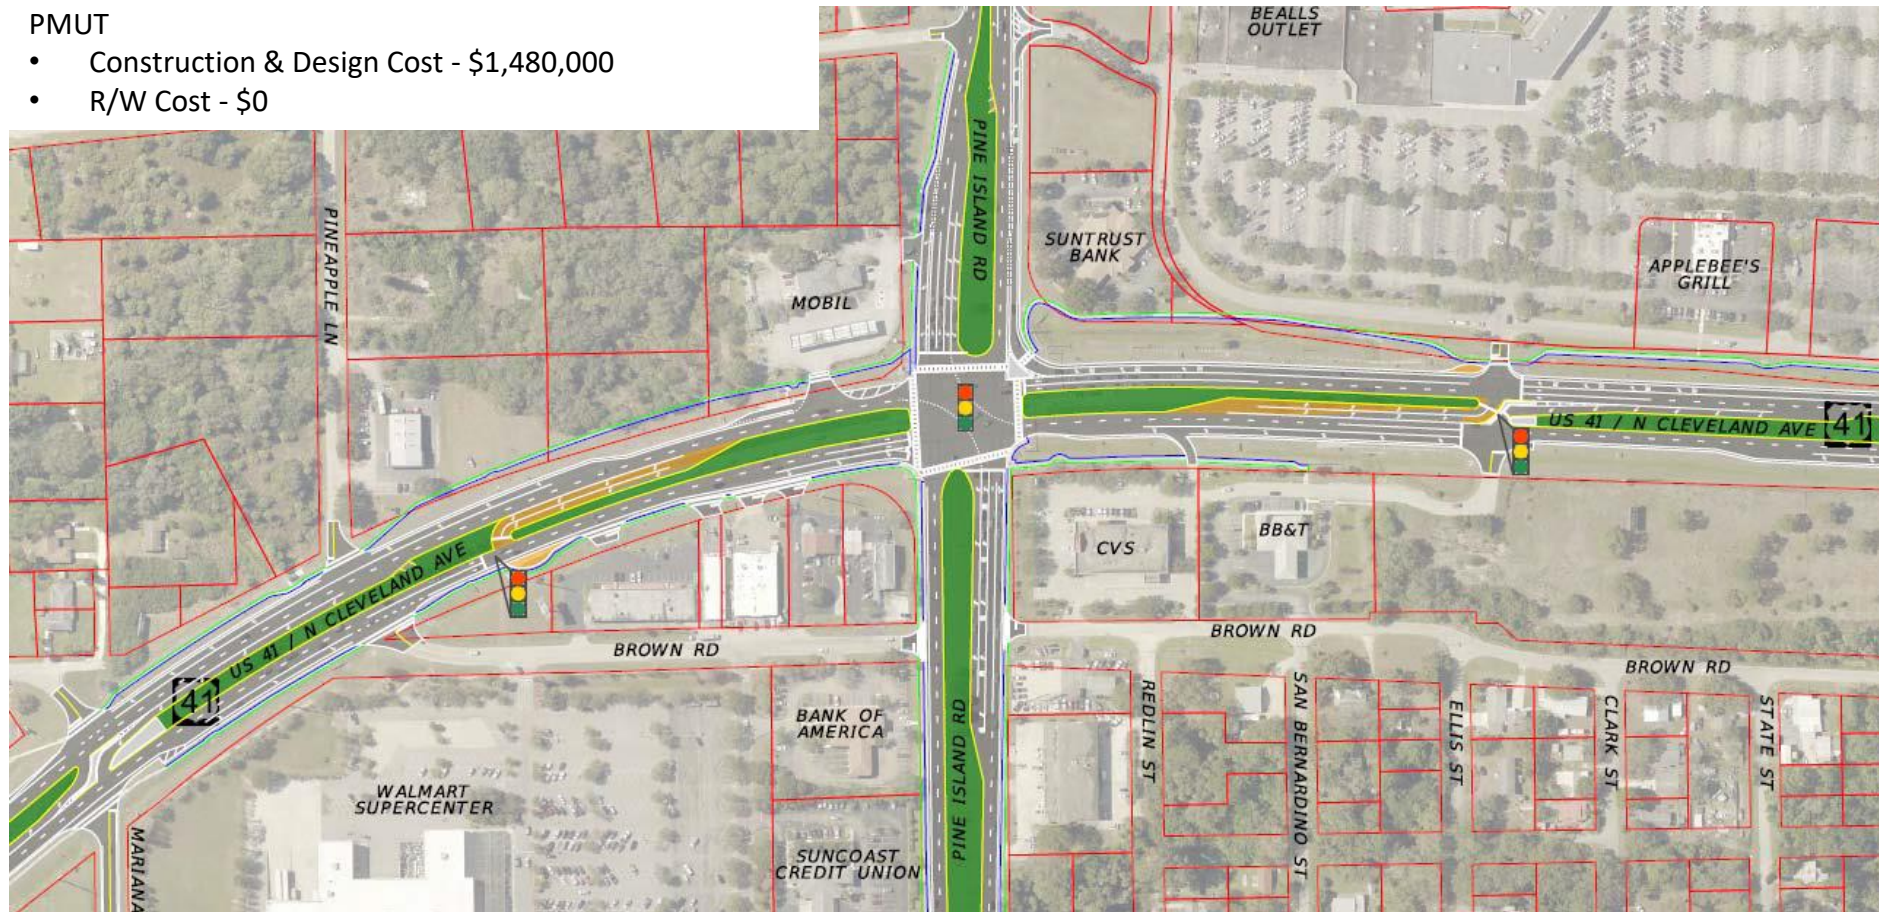 PMUT
• Construction & Design Cost - $1,480,000
• R/W Cost - $0
BEALLS
OUTLET
PINE ISLAND RD
PINEAPPLE LN
SUNTRUST
BANK
APPLEBEE'S
GRILL
MOBIL
US 41 / N CLEVELAND AVE
41
CVS
BB&T
US 41 / N CLEVELAND AVE
41
BROWN RD
BROWN RD
BROWN RD
BANK OF
AMERICA
PINE ISLAND RD
REDLIN ST
SAN BERNARDINO ST
ELLIS ST
CLARK ST
STATE ST
WALMART
SUPERCENTER
MARIANA
SUNCOAST
CREDIT UNION